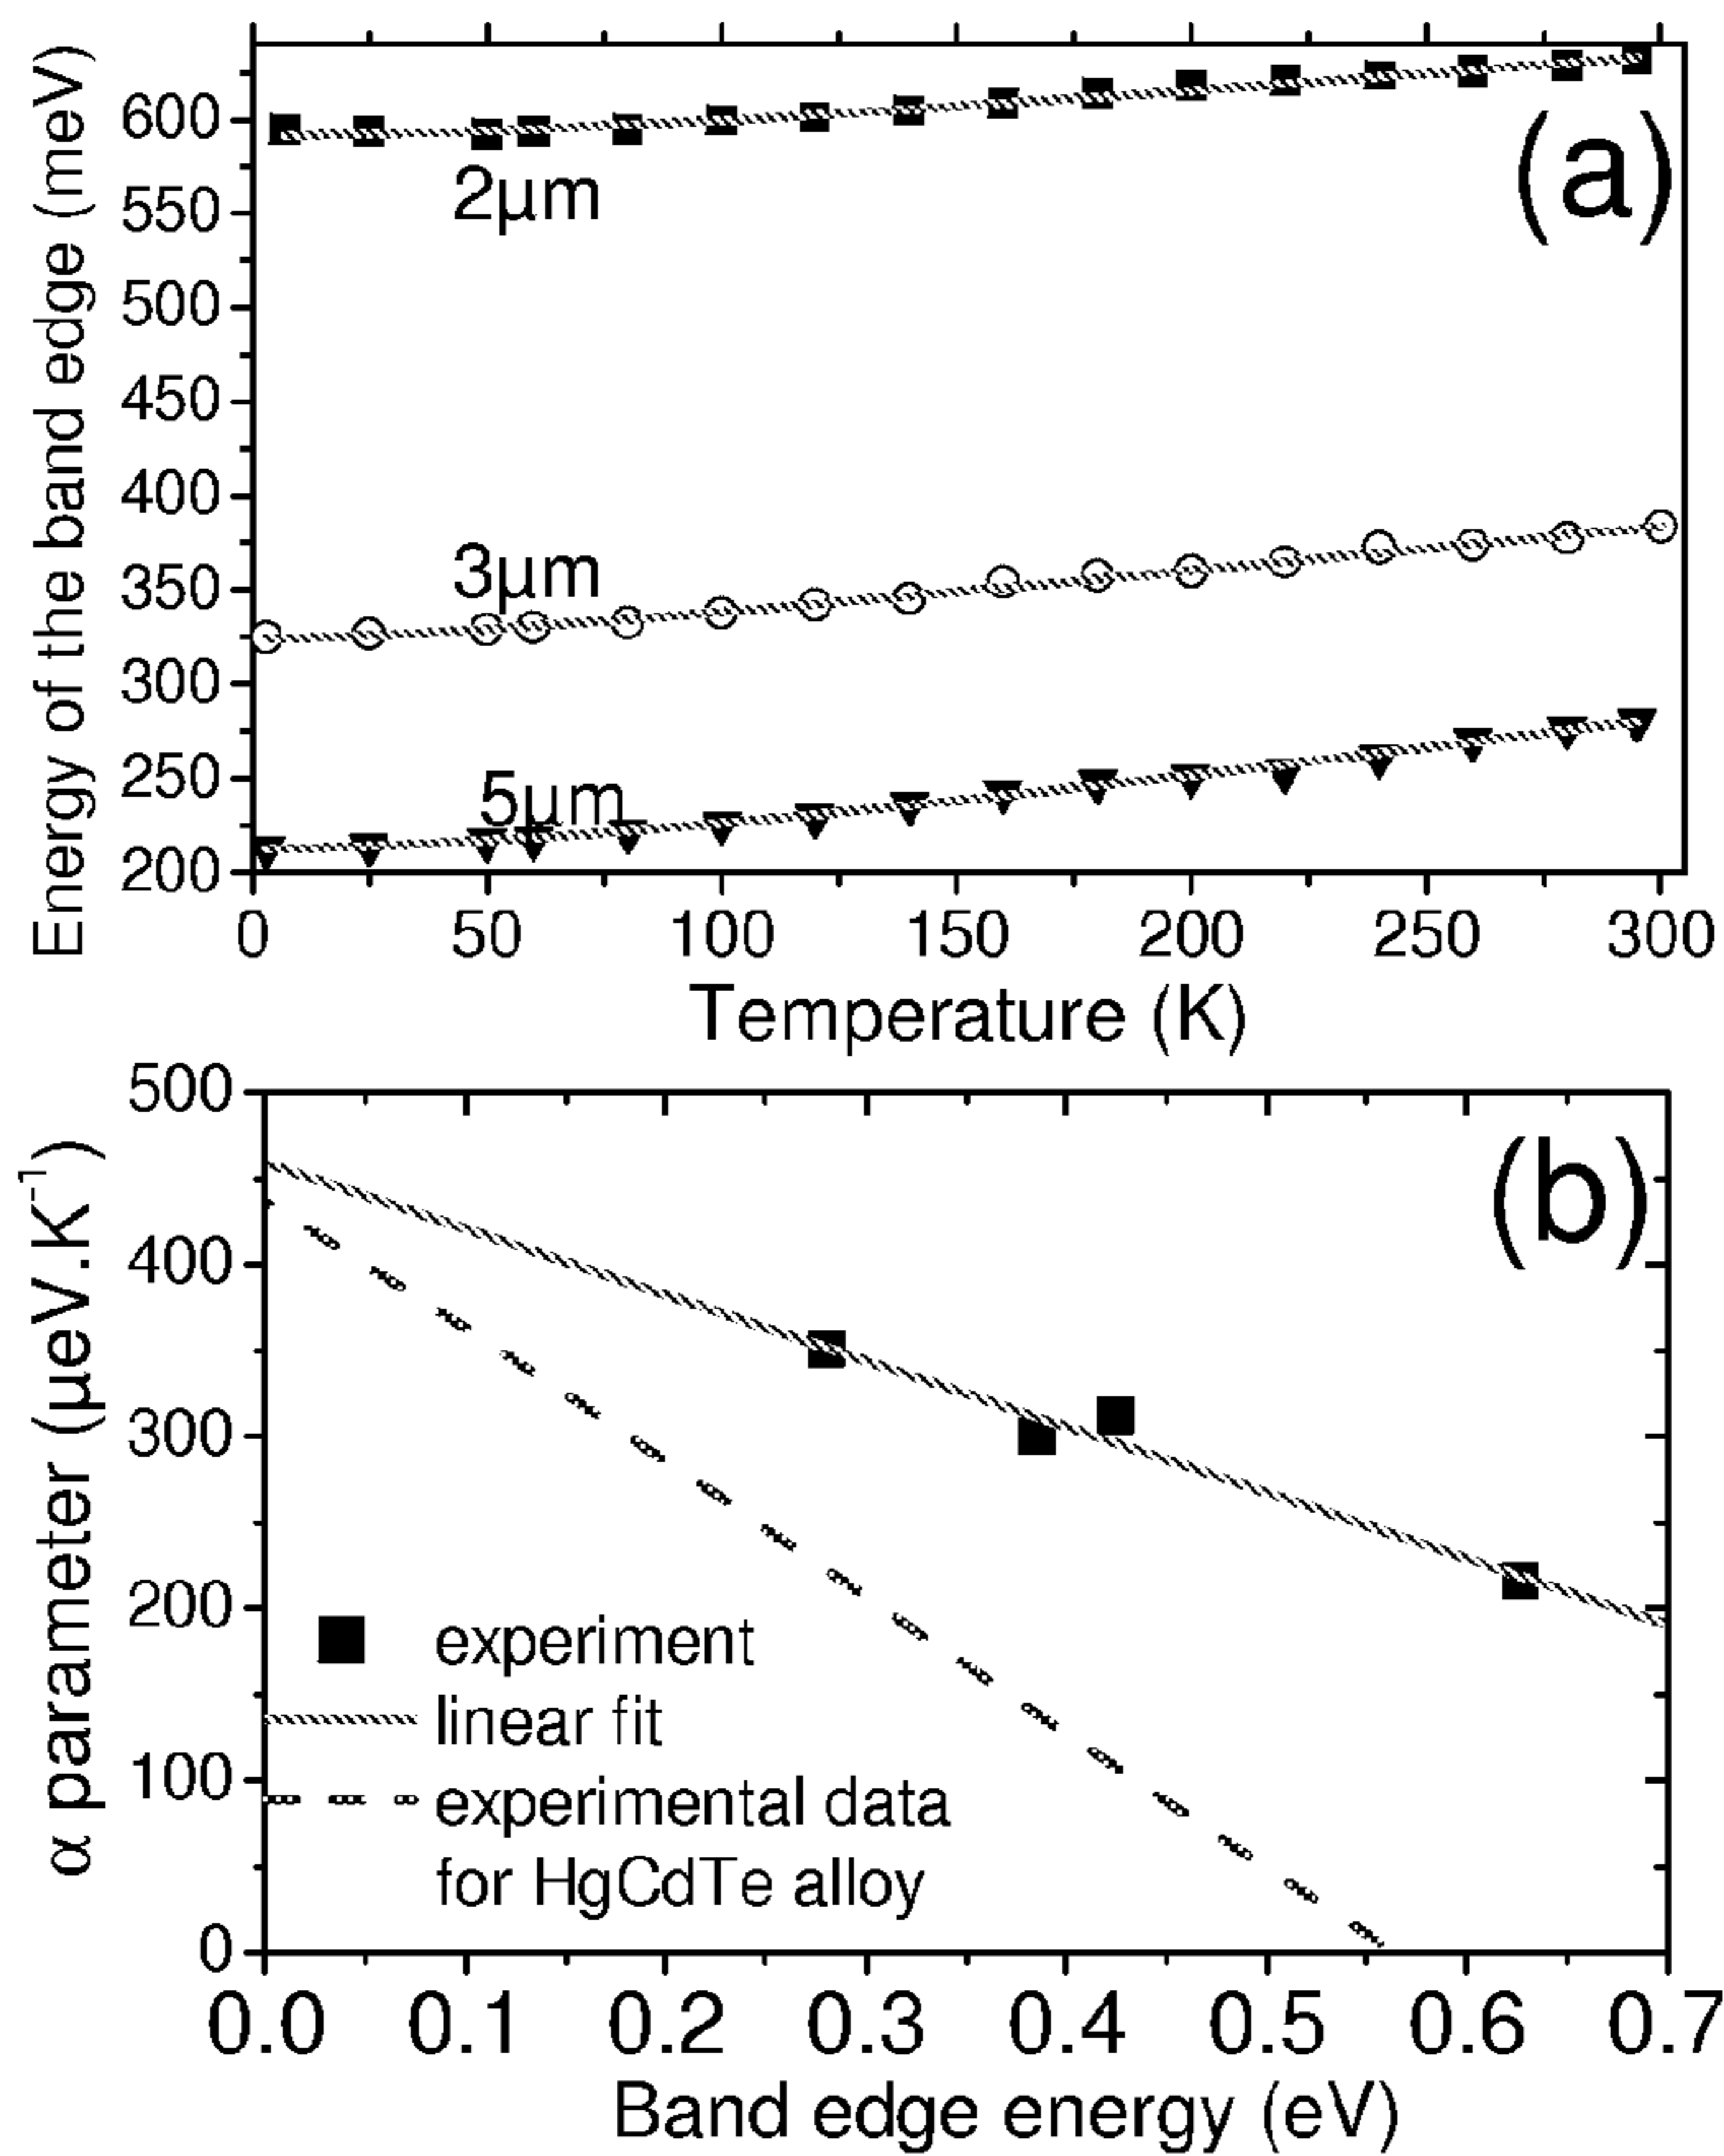 Energy of the band edge (meV)
600
550
500
450
400
350
300
250
200
(a)
2µm
3µm
5µm
0 50 100 150 200 250 300
Temperature (K)
α parameter (µeV.K⁻¹)
500
400
300
200
100
0
(b)
experiment
linear fit
experimental data
for HgCdTe alloy
0.0 0.1 0.2 0.3 0.4 0.5 0.6 0.7
Band edge energy (eV)